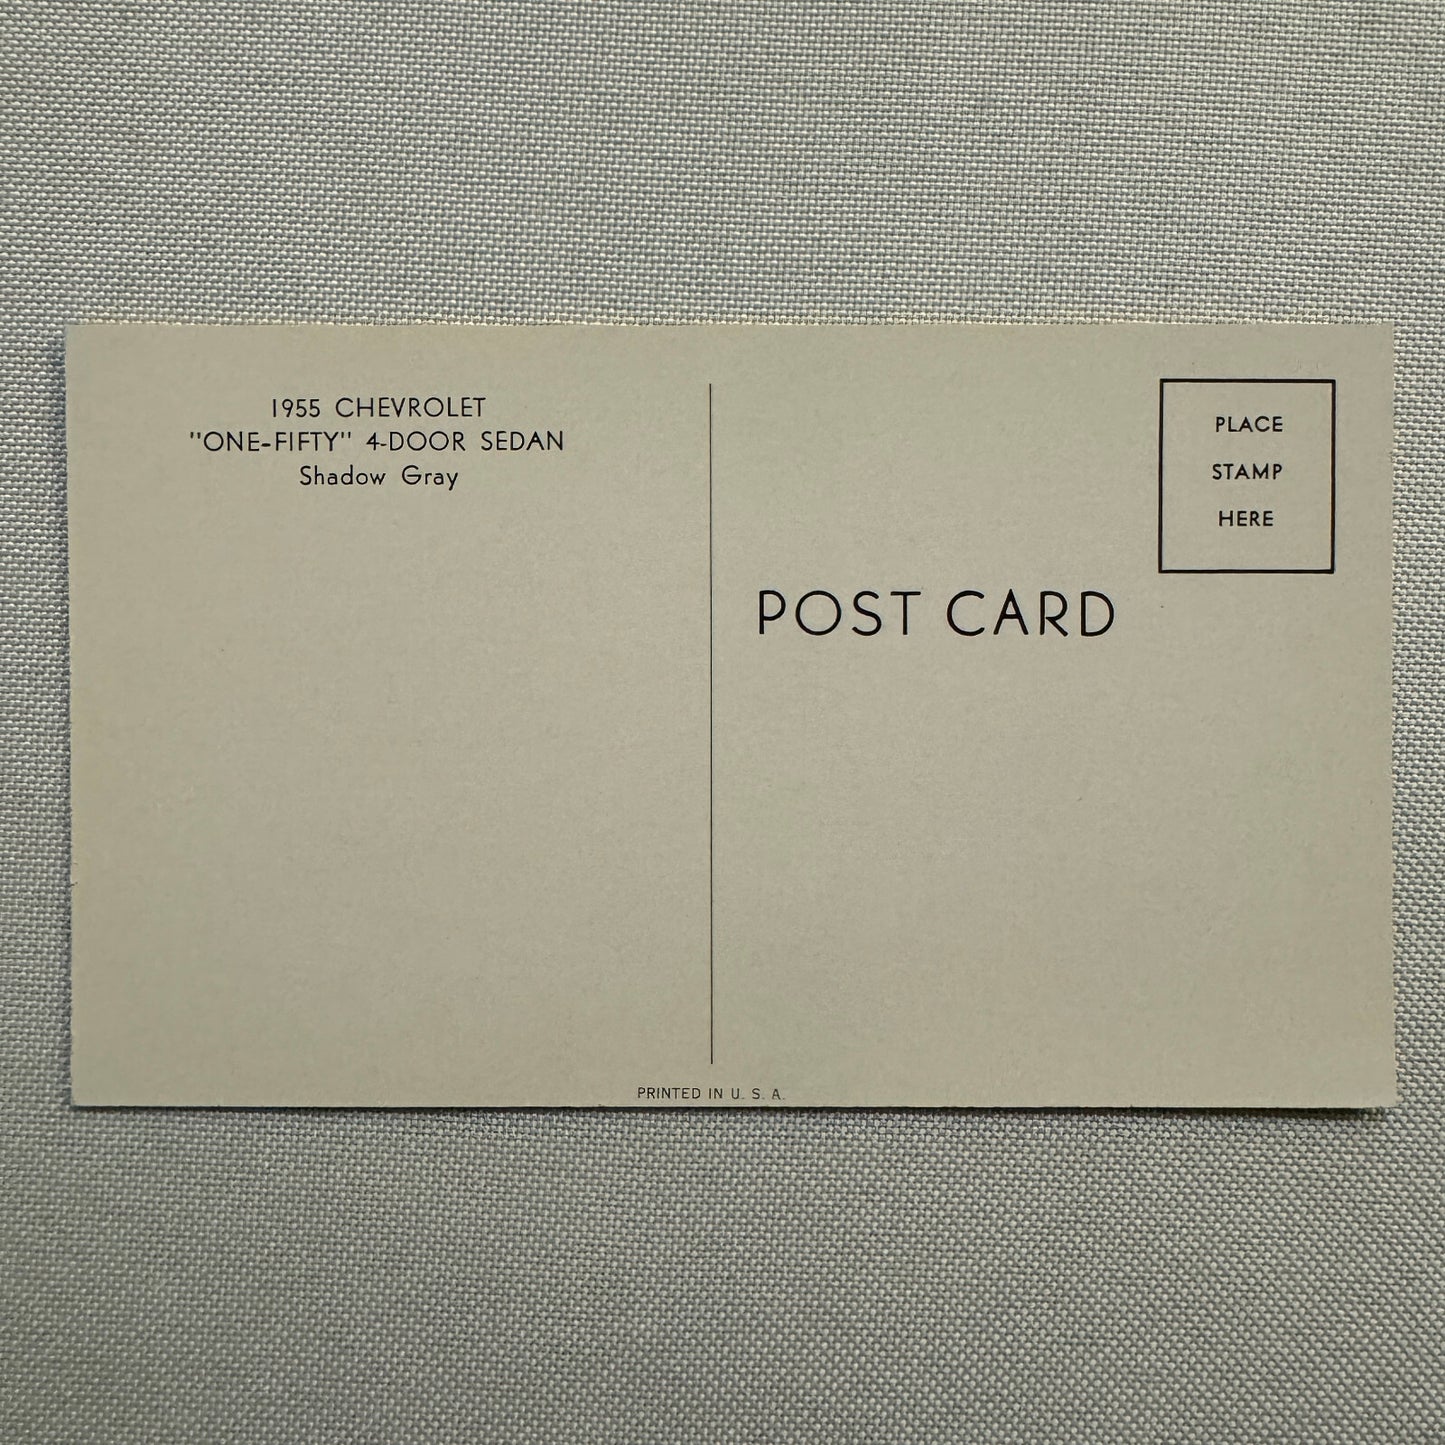 1955 CHEVROLET
"ONE-FIFTY" 4-DOOR SEDAN
Shadow Gray
PLACE
STAMP
HERE
POST CARD
PRINTED IN U. S. A.